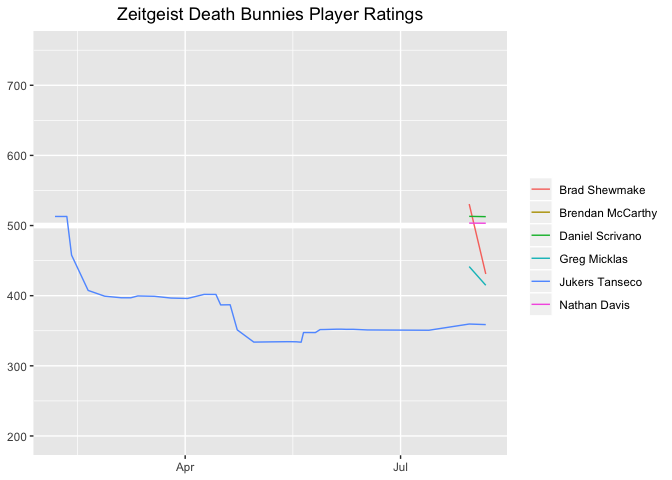 Zeitgeist Death Bunnies Player Ratings
700
600
500
400
300
200
Apr
Jul
Brad Shewmake
Brendan McCarthy
Daniel Scrivano
Greg Micklas
Jukers Tanseco
Nathan Davis